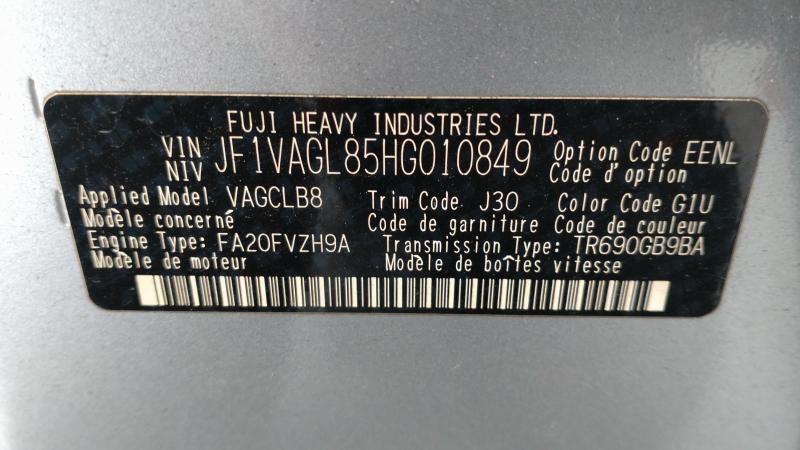 FUJI HEAVY INDUSTRIES LTD.
VIN NIV JF1VAGL85HG010849 Option Code EENL
Code d'option
Applied Model VAGCLB8 Trim Code J30 Color Code G1U
Modèle concerné Code de garniture Code de couleur
Engine Type: FA20FVZH9A Transmission Type: TR690GB9BA
Modèle de moteur Modèle de boîtes vitesse